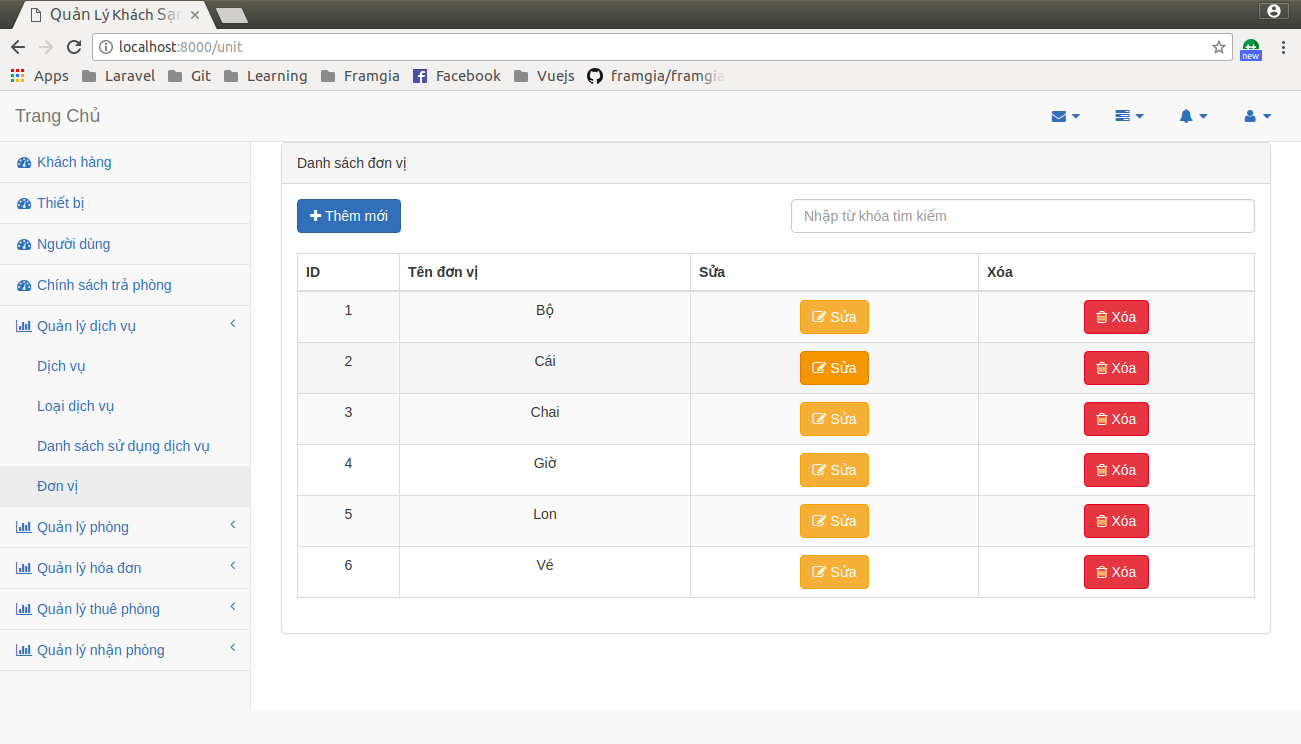 Quản Lý Khách Sạn
localhost:8000/unit
new
Apps Laravel Git Learning Framgia Facebook Vuejs framgia/framgia
Trang Chủ
Khách hàng
Thiết bị
Người dùng
Chính sách trả phòng
Quản lý dịch vụ
Dịch vụ
Loại dịch vụ
Danh sách sử dụng dịch vụ
Đơn vị
Quản lý phòng
Quản lý hóa đơn
Quản lý thuê phòng
Quản lý nhận phòng
Danh sách đơn vị
Thêm mới Nhập từ khóa tìm kiếm
ID Tên đơn vị Sửa Xóa
1 Bộ Sửa Xóa
2 Cái Sửa Xóa
3 Chai Sửa Xóa
4 Giờ Sửa Xóa
5 Lon Sửa Xóa
6 Vé Sửa Xóa